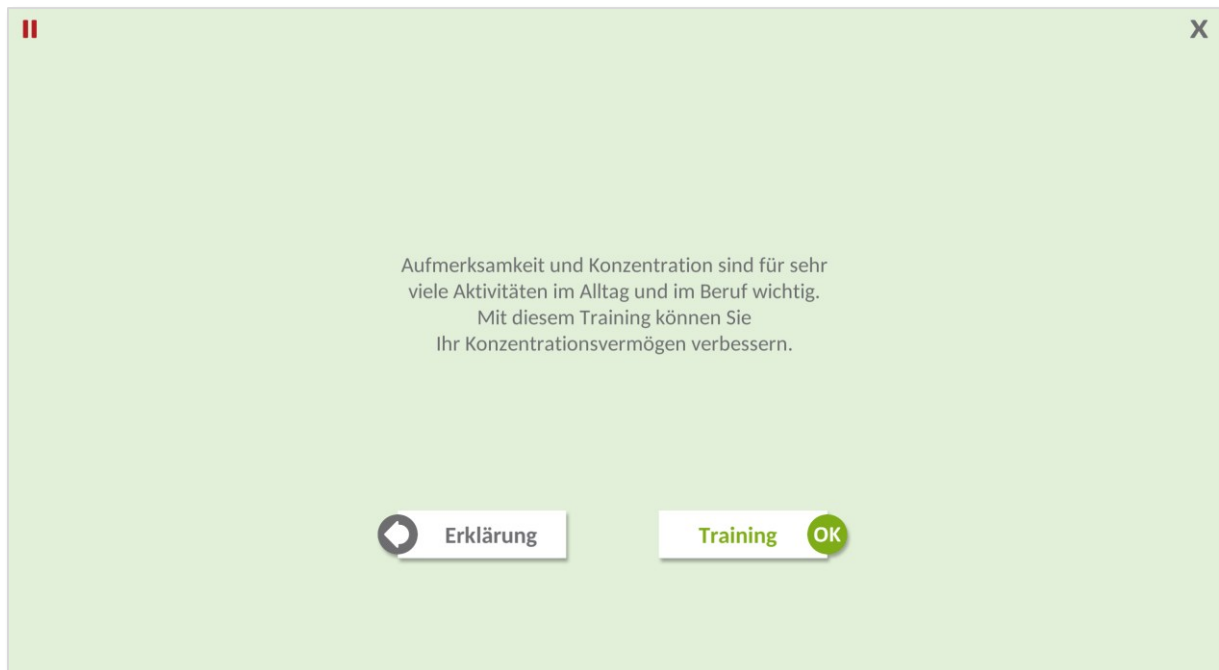 X
Aufmerksamkeit und Konzentration sind für sehr
viele Aktivitäten im Alltag und im Beruf wichtig.
Mit diesem Training können Sie
Ihr Konzentrationsvermögen verbessern.
Erklärung
Training OK